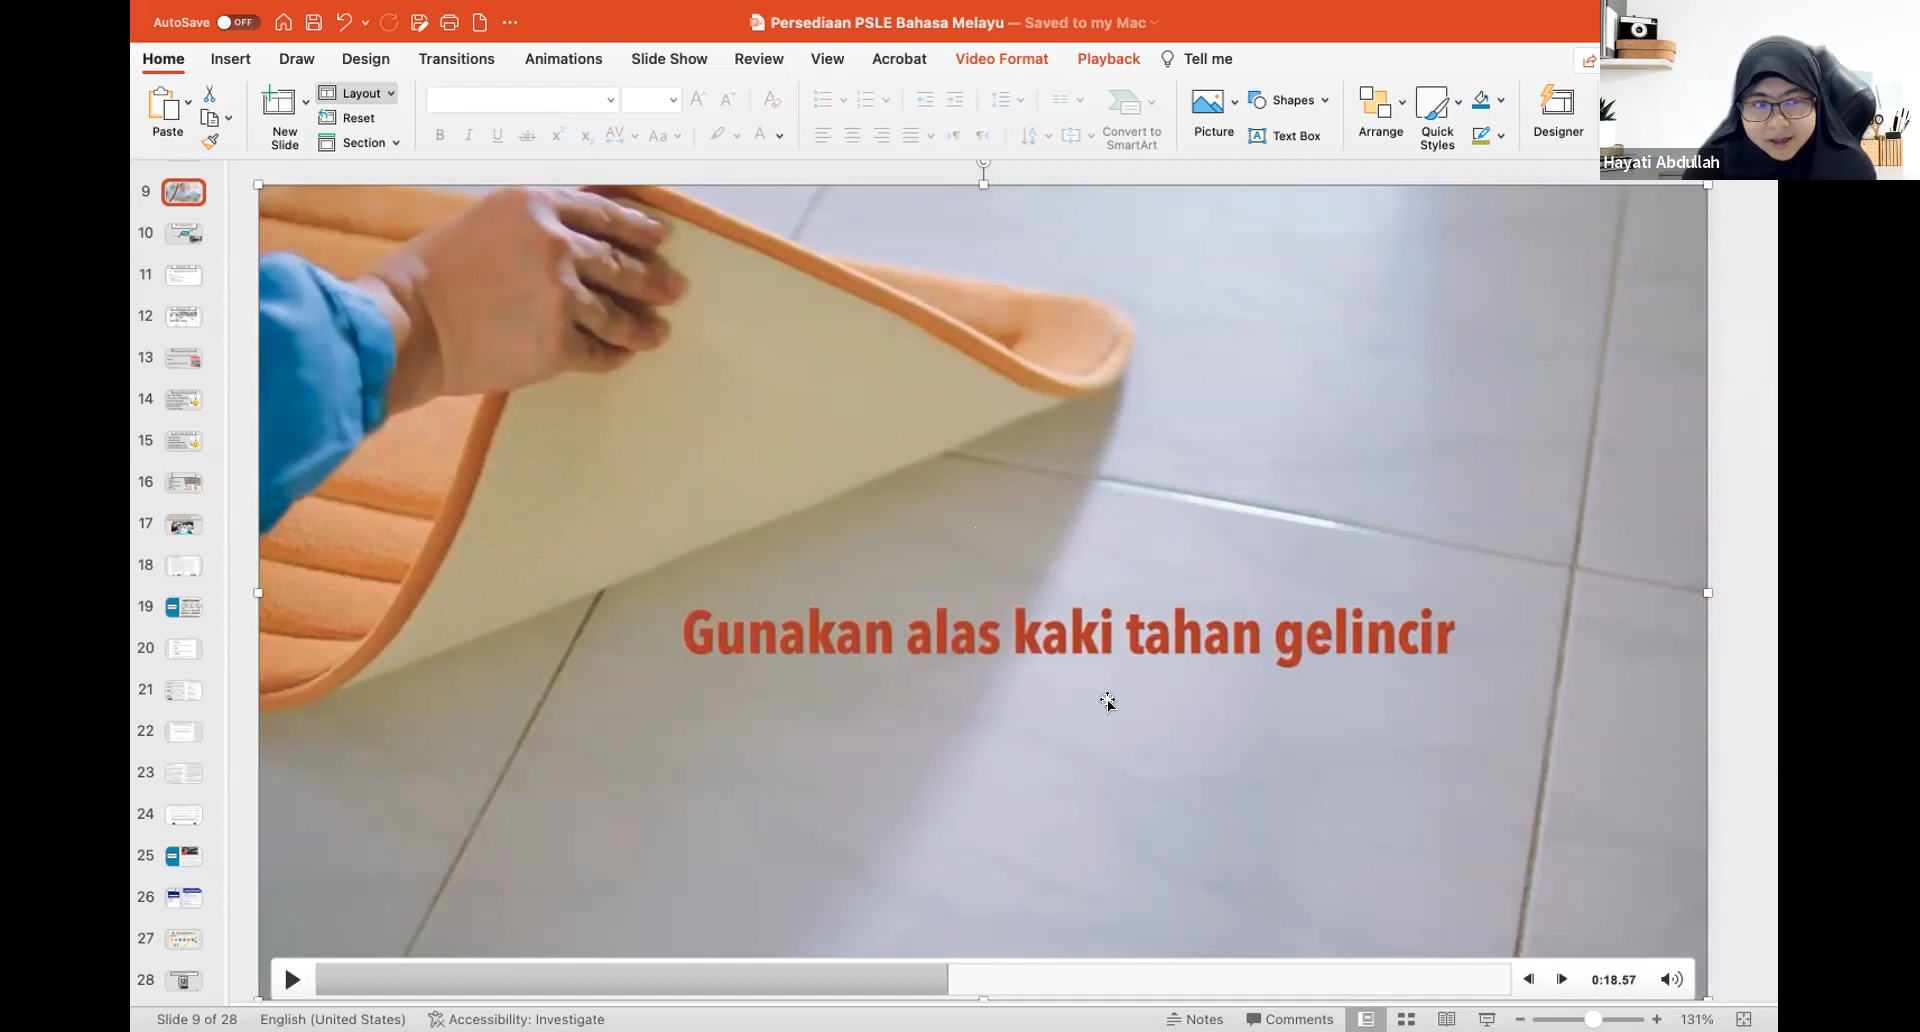 AutoSave OFF
Persediaan PSLE Bahasa Melayu — Saved to my Mac
Home Insert Draw Design Transitions Animations Slide Show Review View Acrobat Video Format Playback Tell me
Paste
New Slide
Layout
Reset
Section
Convert to SmartArt
Picture
Shapes
Text Box
Arrange
Quick Styles
Designer
Hayati Abdullah
9
10
11
12
13
14
15
16
17
18
19
20
21
22
23
24
25
26
27
28
Gunakan alas kaki tahan gelincir
0:18.57
Slide 9 of 28 English (United States) Accessibility: Investigate Notes Comments 131%